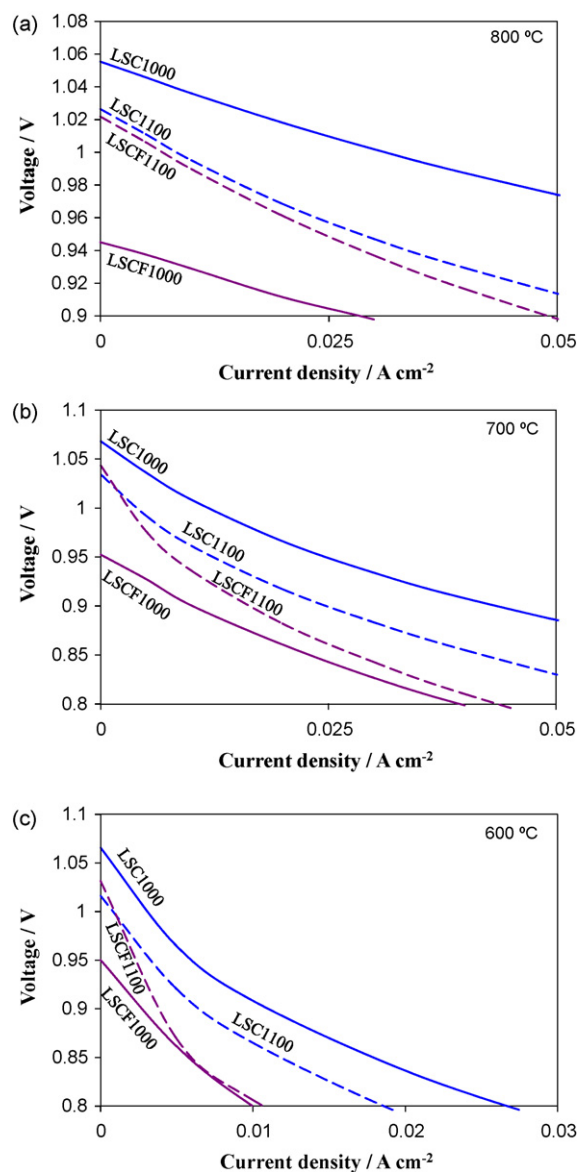 (a)
800 ºC
1.08
1.06
1.04
1.02
1
0.98
0.96
0.94
0.92
0.9
Voltage / V
LSC1000
LSC1100
LSCF1100
LSCF1000
0
0.025
0.05
Current density / A cm⁻²
(b)
700 ºC
1.1
1.05
1
0.95
0.9
0.85
0.8
Voltage / V
LSC1000
LSC1100
LSCF1100
LSCF1000
0
0.025
0.05
Current density / A cm⁻²
(c)
600 ºC
1.1
1.05
1
0.95
0.9
0.85
0.8
Voltage / V
LSC1000
LSCF1100
LSC1100
LSCF1000
0
0.01
0.02
0.03
Current density / A cm⁻²